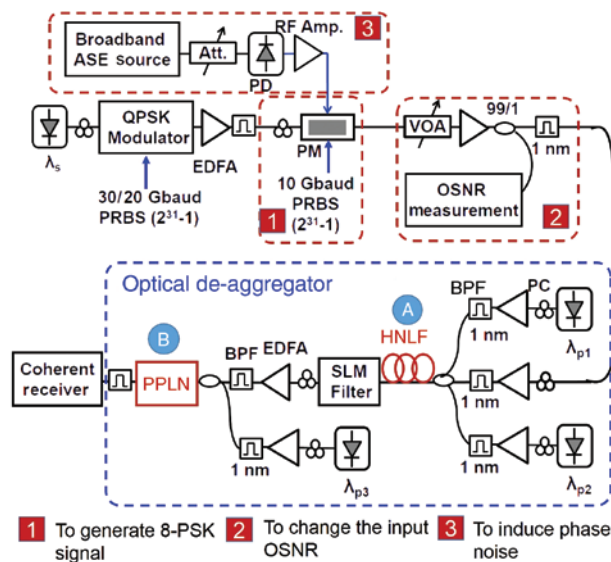 Broadband
ASE source
Att.
PD
RF Amp.
3
λs
QPSK
Modulator
EDFA
30/20 Gbaud
PRBS (2³¹-1)
PM
10 Gbaud
PRBS
(2³¹-1)
1
VOA
99/1
1 nm
OSNR
measurement
2
Optical de-aggregator
Coherent
receiver
B
PPLN
BPF
EDFA
SLM
Filter
A
HNLF
BPF
PC
1 nm
λp1
1 nm
1 nm
λp3
1 nm
λp2
1 To generate 8-PSK
signal
2 To change the input
OSNR
3 To induce phase
noise